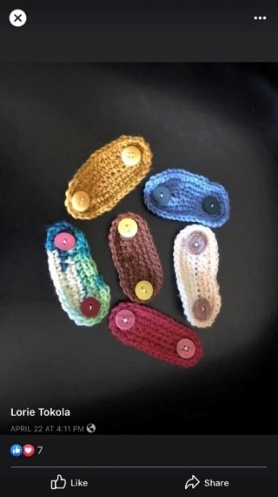 Lorie Tokola
APRIL 22 AT 4:11 PM
7
Like
Share